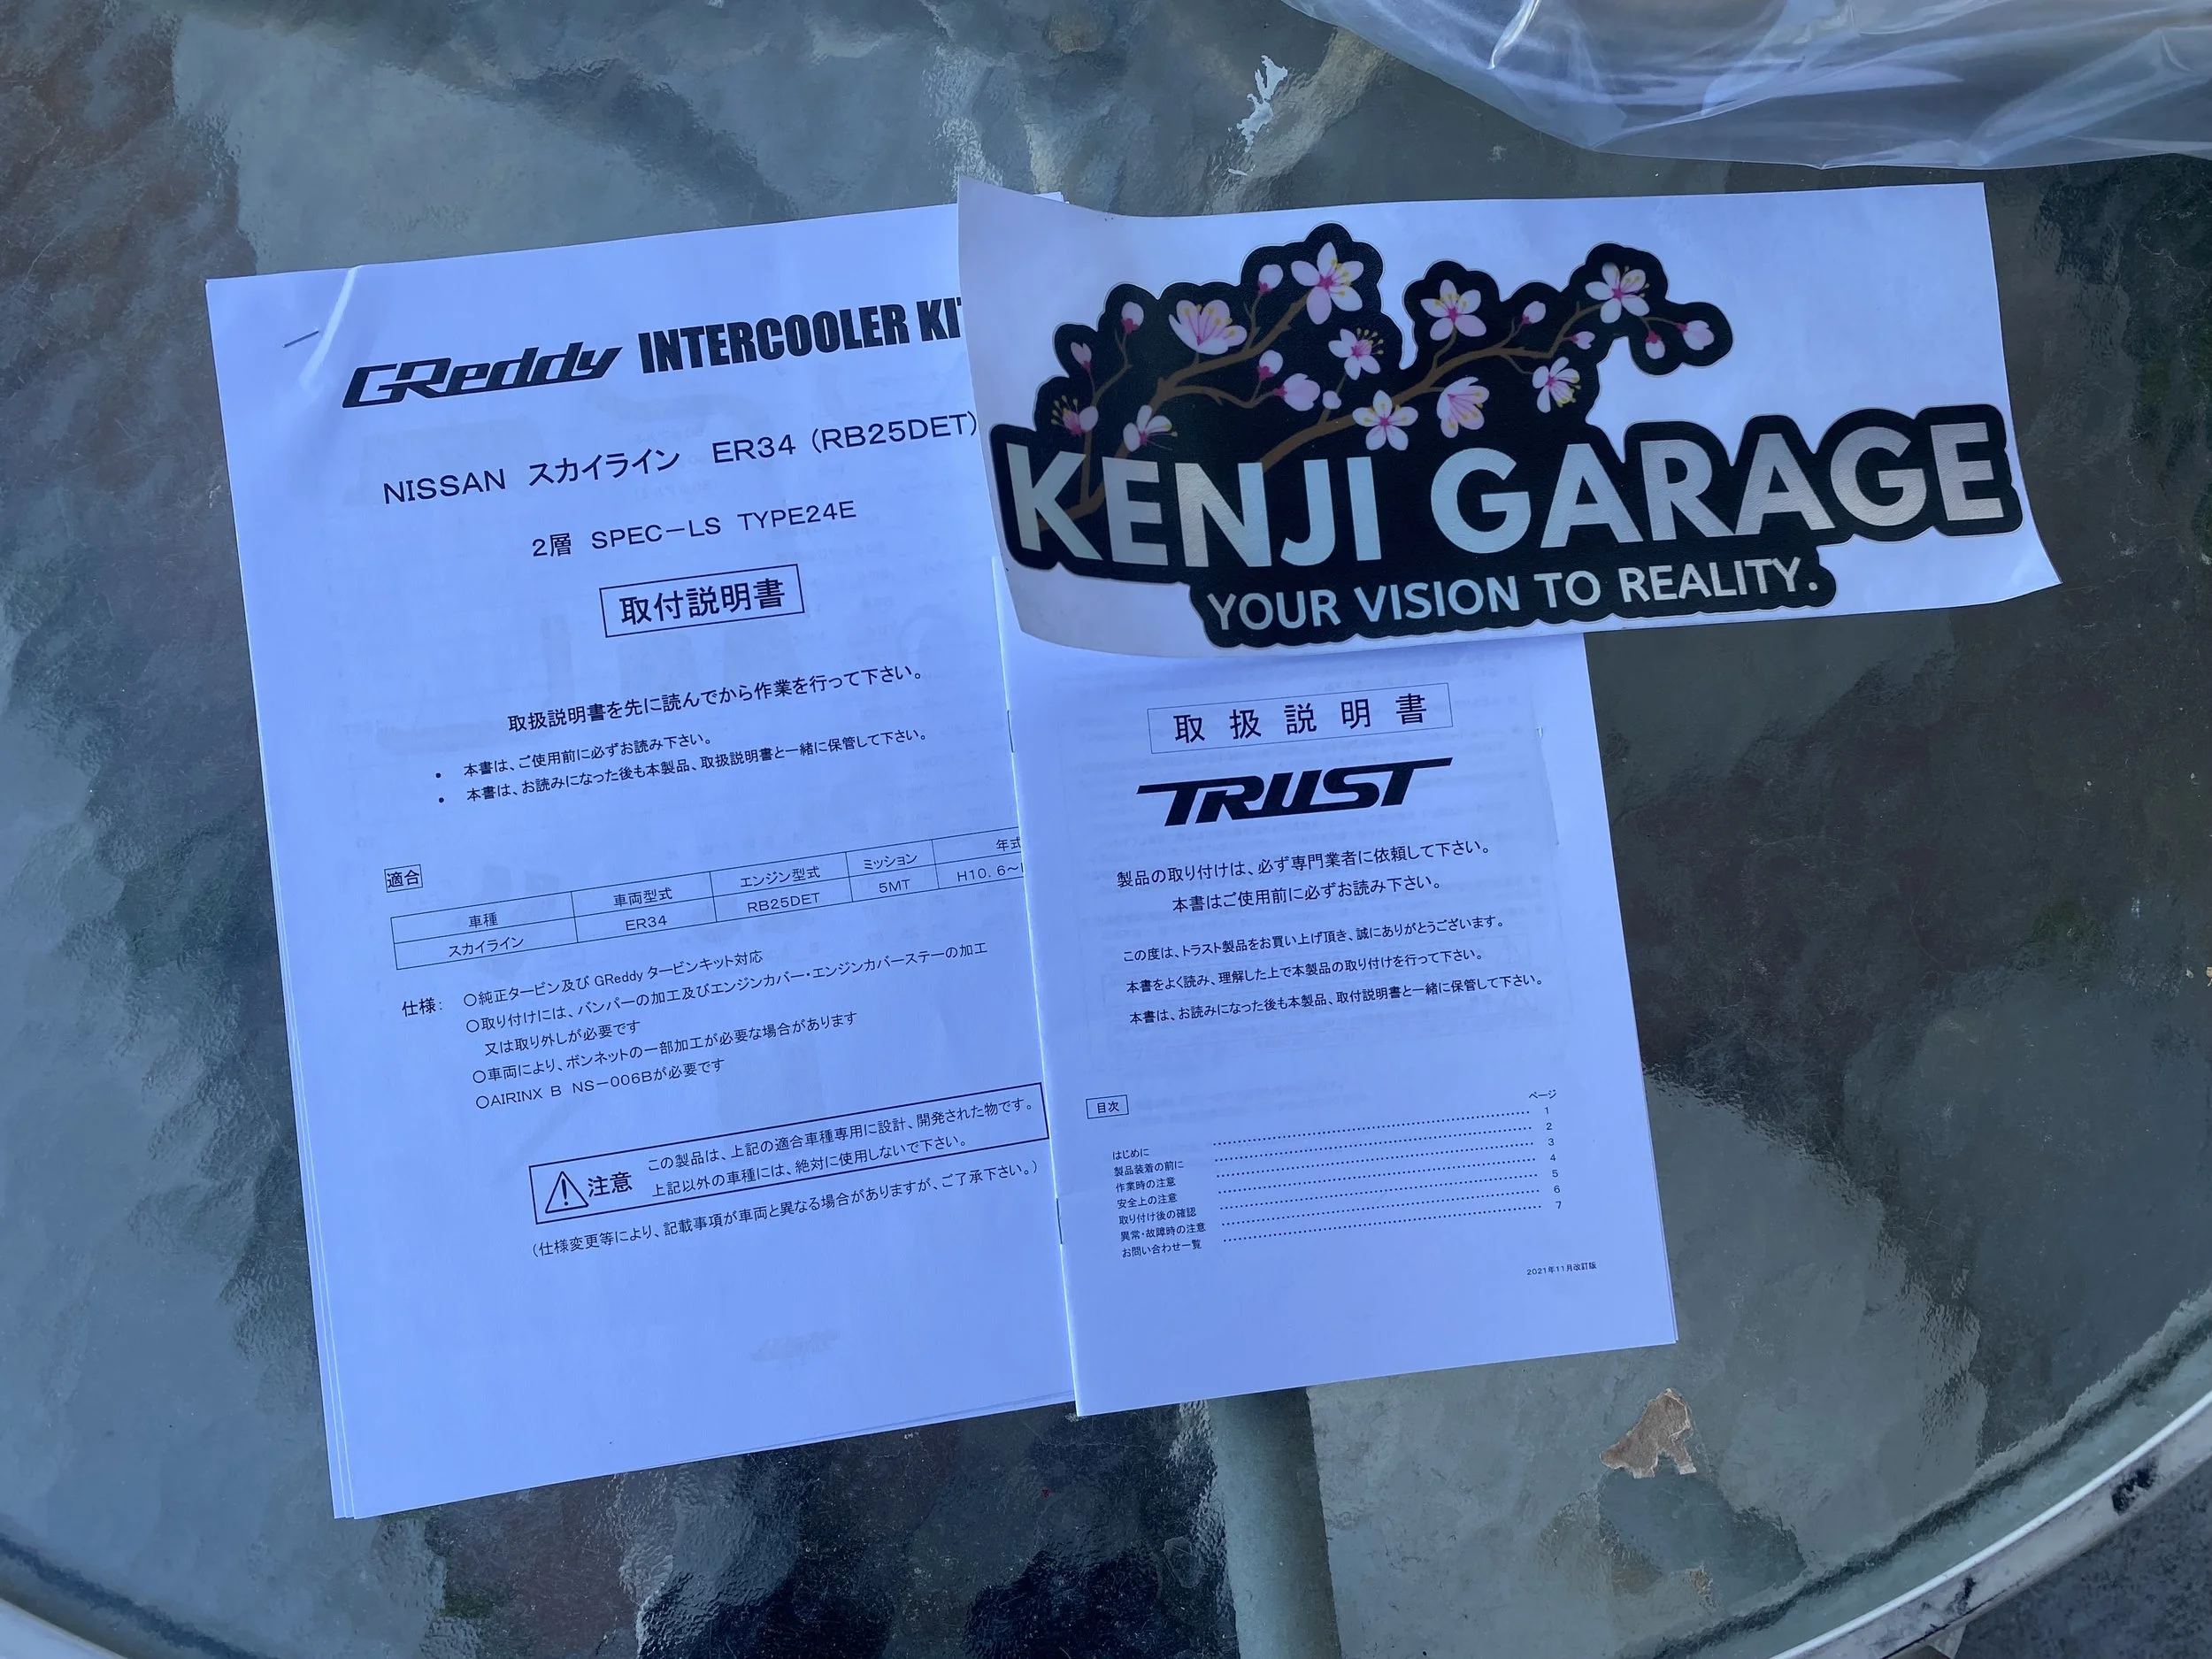 GReddy INTERCOOLER KI
NISSAN スカイライン ER34 (RB25DET)
2層 SPEC-LS TYPE24E
取付説明書
取扱説明書を先に読んでから作業を行って下さい。
• 本書は、ご使用前に必ずお読み下さい。
• 本書は、お読みになった後も本製品、取扱説明書と一緒に保管して下さい。
適合
車種 車両型式 エンジン型式 ミッション 年式
スカイライン ER34 RB25DET 5MT H10. 6～
仕様: ○純正タービン及び GReddy タービンキット対応
○取り付けには、バンパーの加工及びエンジンカバー・エンジンカバーステーの加工
又は取り外しが必要です
○車両により、ボンネットの一部加工が必要な場合があります
○AIRINX B NS-006Bが必要です
注意
この製品は、上記の適合車種専用に設計、開発された物です。
上記以外の車種には、絶対に使用しないで下さい。
(仕様変更等により、記載事項が車両と異なる場合がありますが、ご了承下さい。)
KENJI GARAGE
YOUR VISION TO REALITY.
取扱説明書
TRUST
製品の取り付けは、必ず専門業者に依頼して下さい。
本書はご使用前に必ずお読み下さい。
この度は、トラスト製品をお買い上げ頂き、誠にありがとうございます。
本書をよく読み、理解した上で本製品の取り付けを行って下さい。
本書は、お読みになった後も本製品、取付説明書と一緒に保管して下さい。
目次 ページ
はじめに 1
製品装着の前に 2
作業時の注意 3
安全上の注意 4
取り付け後の確認 5
異常・故障時の注意 6
お問い合わせ一覧 7
2021年11月改訂版